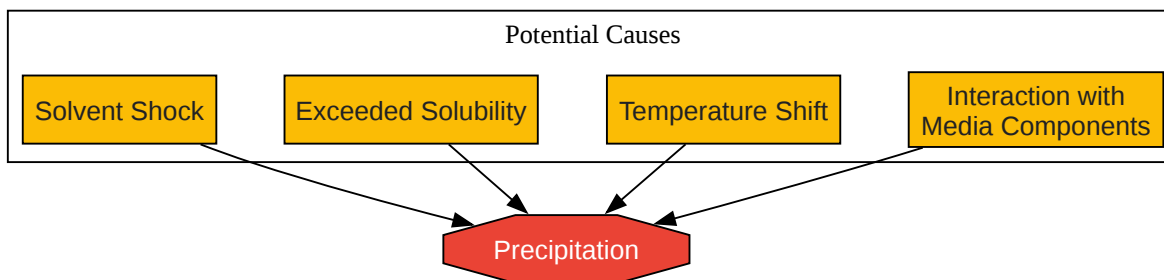 Potential Causes
Solvent Shock
Exceeded Solubility
Temperature Shift
Interaction with
Media Components
Precipitation